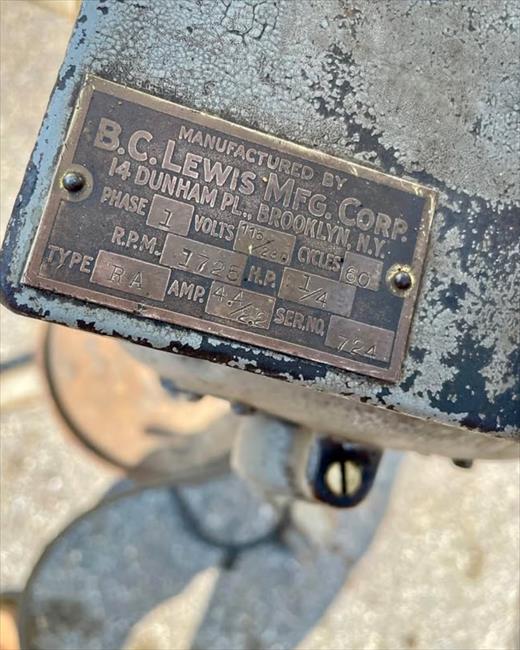 MANUFACTURED BY
B.C. LEWIS MFG. CORP.
14 DUNHAM PL., BROOKLYN, N.Y.
PHASE 1 VOLTS 115/230 CYCLES 60
R.P.M. 1725 H.P. 1/4
TYPE RA AMP. 4.4/2.2 SER.NO. 724